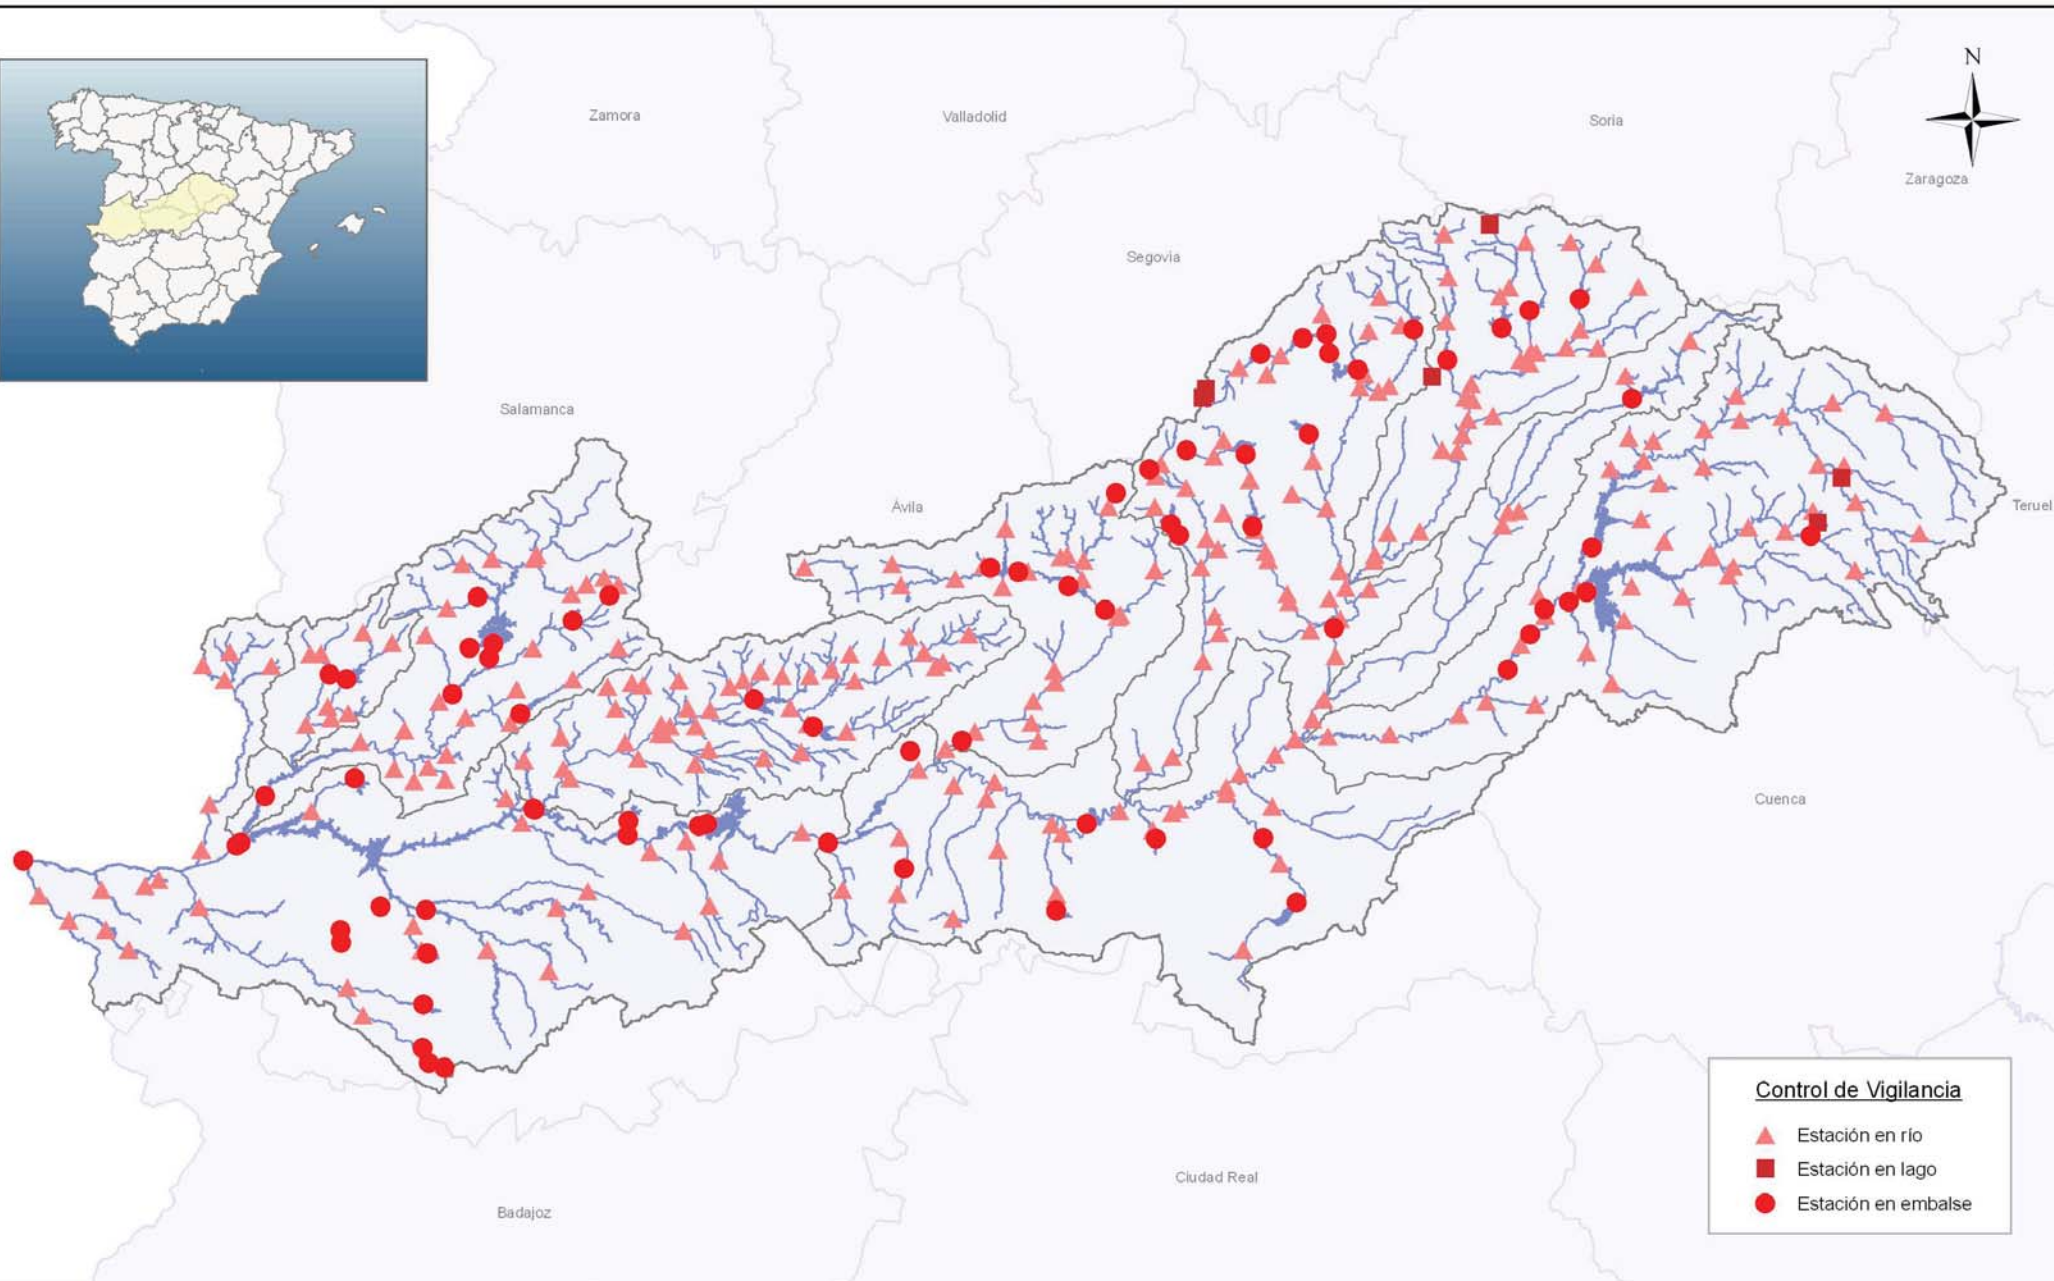 N
Zamora
Valladolid
Soria
Zaragoza
Segovia
Salamanca
Ávila
Teruel
Cuenca
Ciudad Real
Badajoz
Control de Vigilancia
Estación en río
Estación en lago
Estación en embalse